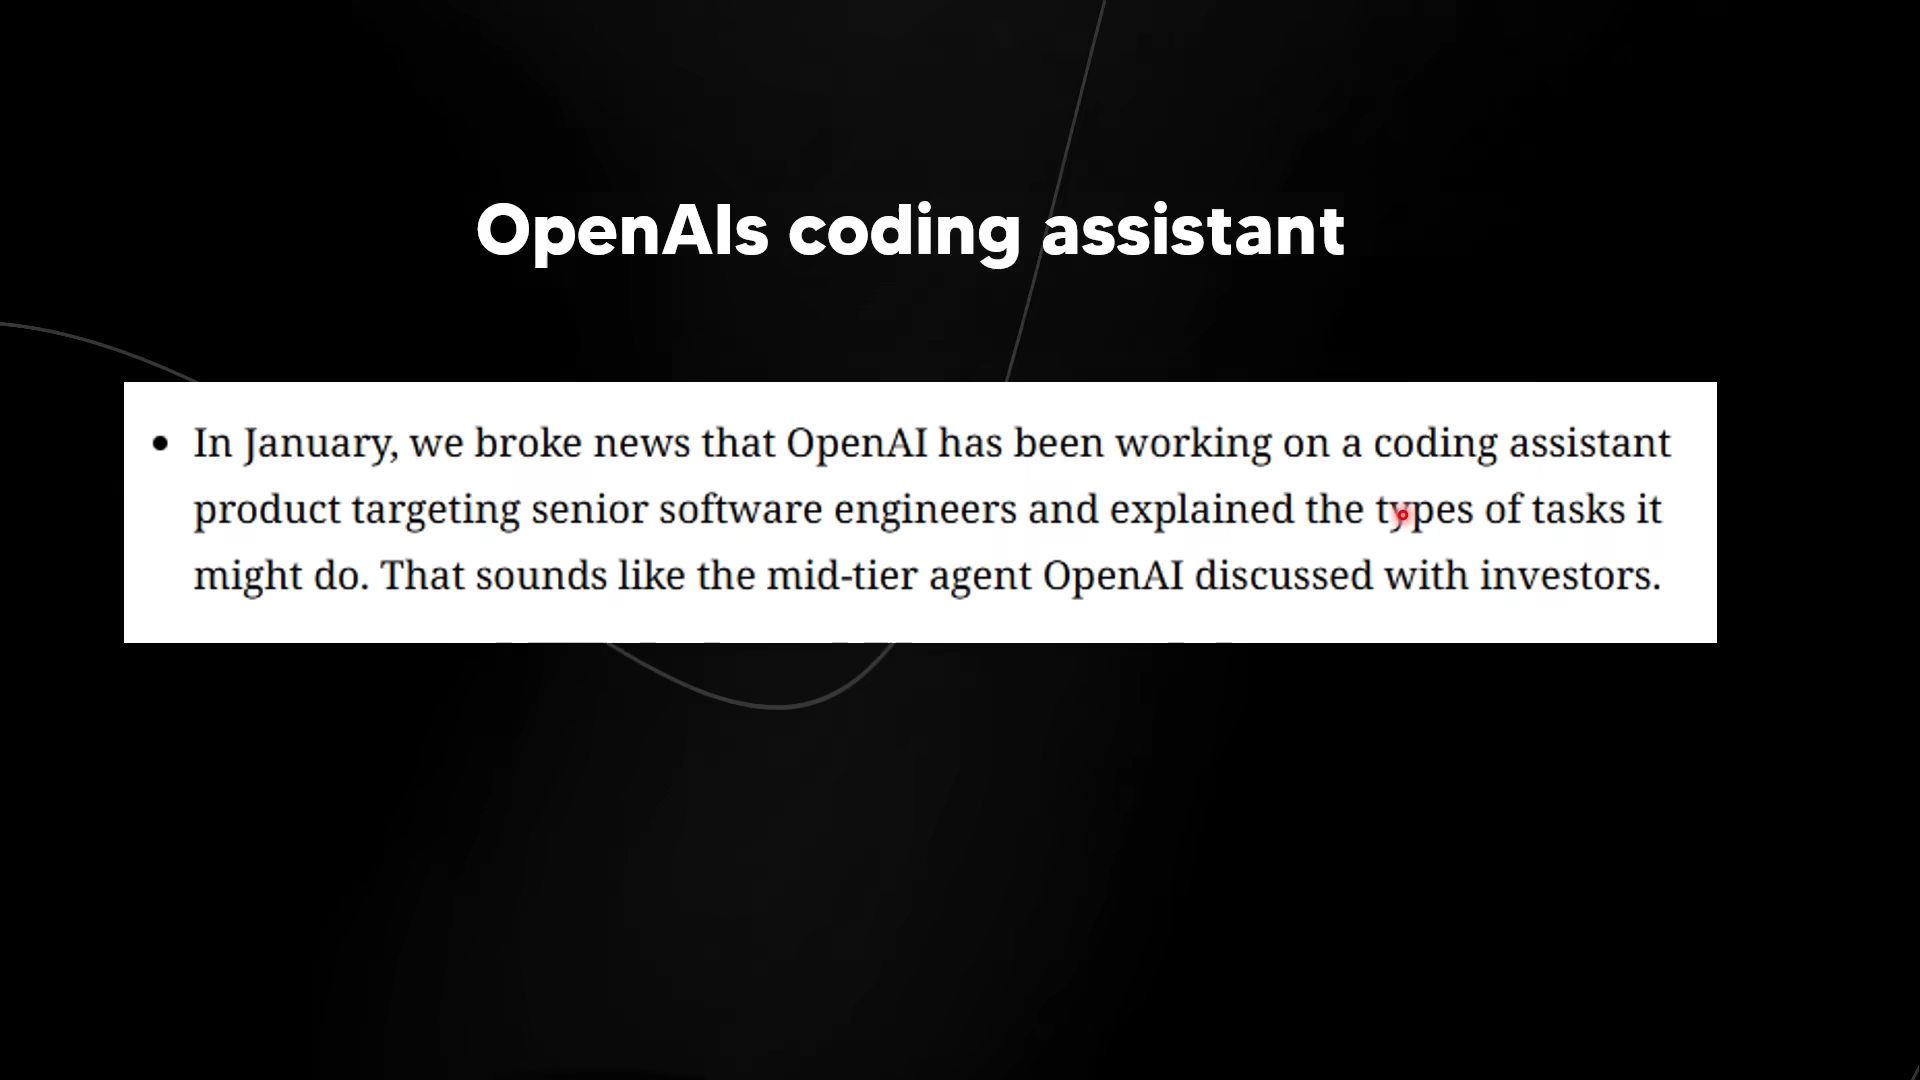 OpenAIs coding assistant
• In January, we broke news that OpenAI has been working on a coding assistant
product targeting senior software engineers and explained the types of tasks it
might do. That sounds like the mid-tier agent OpenAI discussed with investors.